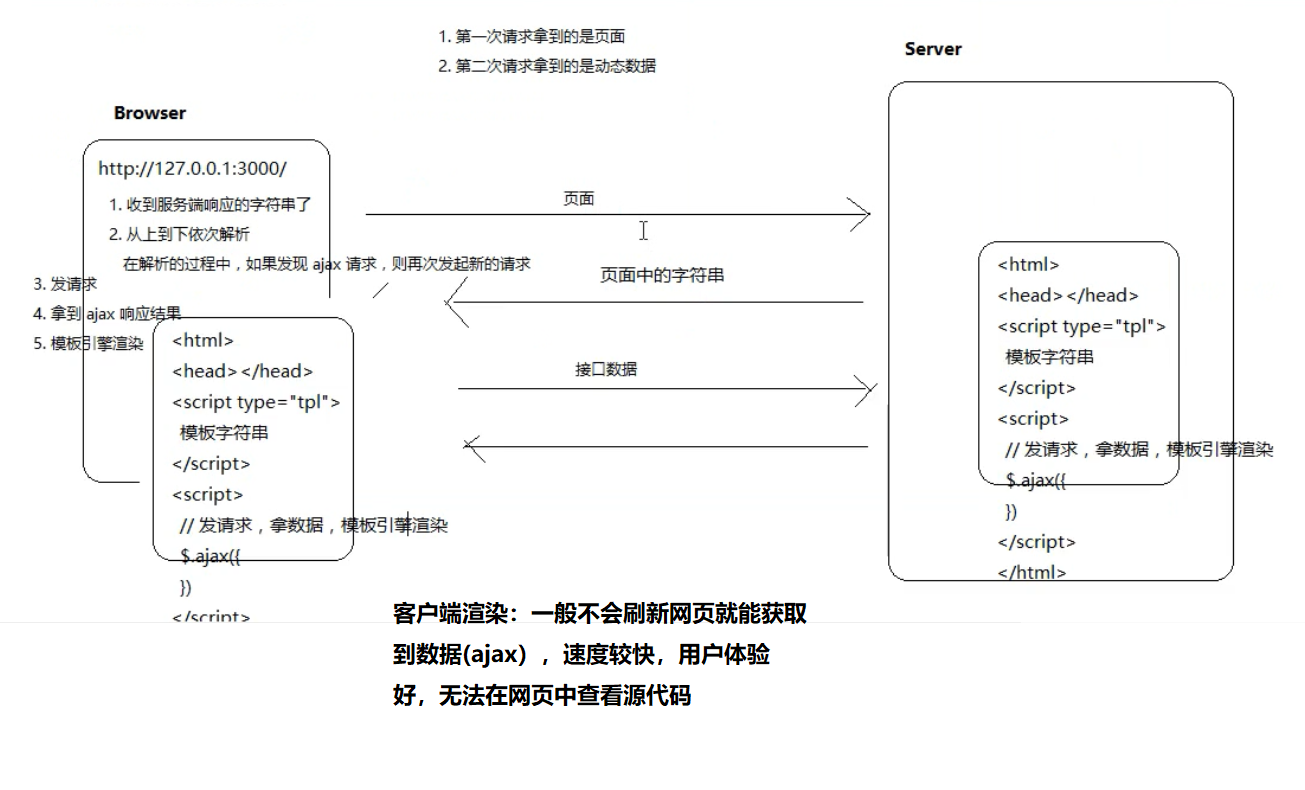 1. 第一次请求拿到的是页面
2. 第二次请求拿到的是动态数据
Server
Browser
http://127.0.0.1:3000/
1. 收到服务端响应的字符串了
2. 从上到下依次解析
在解析的过程中，如果发现 ajax 请求，则再次发起新的请求
3. 发请求
4. 拿到 ajax 响应结果
5. 模板引擎渲染
<html>
<head></head>
<script type="tpl">
模板字符串
</script>
<script>
// 发请求，拿数据，模板引擎渲染
$.ajax({
})
</script>
页面
页面中的字符串
接口数据
<html>
<head></head>
<script type="tpl">
模板字符串
</script>
<script>
// 发请求，拿数据，模板引擎渲染
$.ajax({
})
</script>
</html>
客户端渲染：一般不会刷新网页就能获取
到数据(ajax），速度较快，用户体验
好，无法在网页中查看源代码